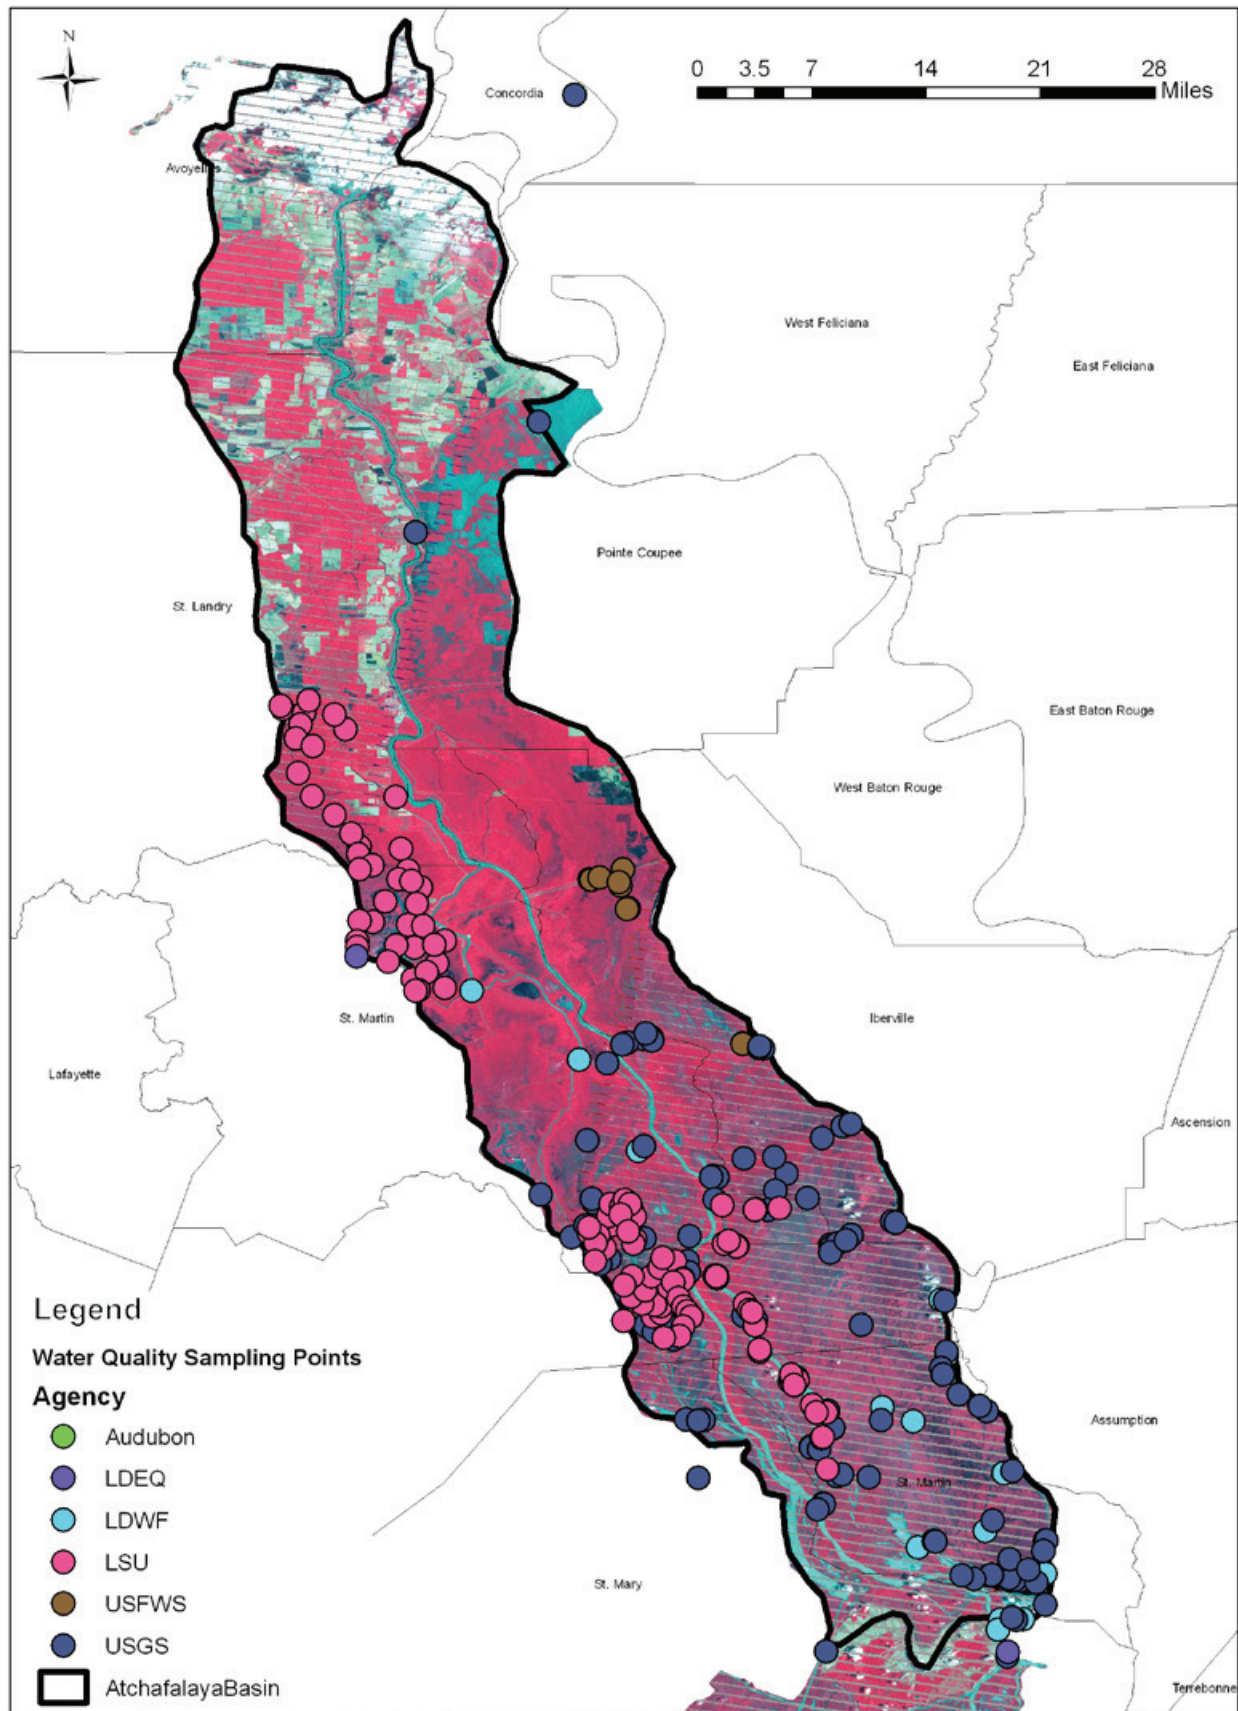 N
0 3.5 7 14 21 28
Miles
Concordia
Avoyelles
West Feliciana
East Feliciana
Pointe Coupee
St. Landry
East Baton Rouge
West Baton Rouge
St. Martin
Iberville
Lafayette
Ascension
Legend
Water Quality Sampling Points
Agency
Audubon
LDEQ
LDWF
LSU
USFWS
USGS
AtchafalayaBasin
Assumption
St. Martin
St. Mary
Terrebonne